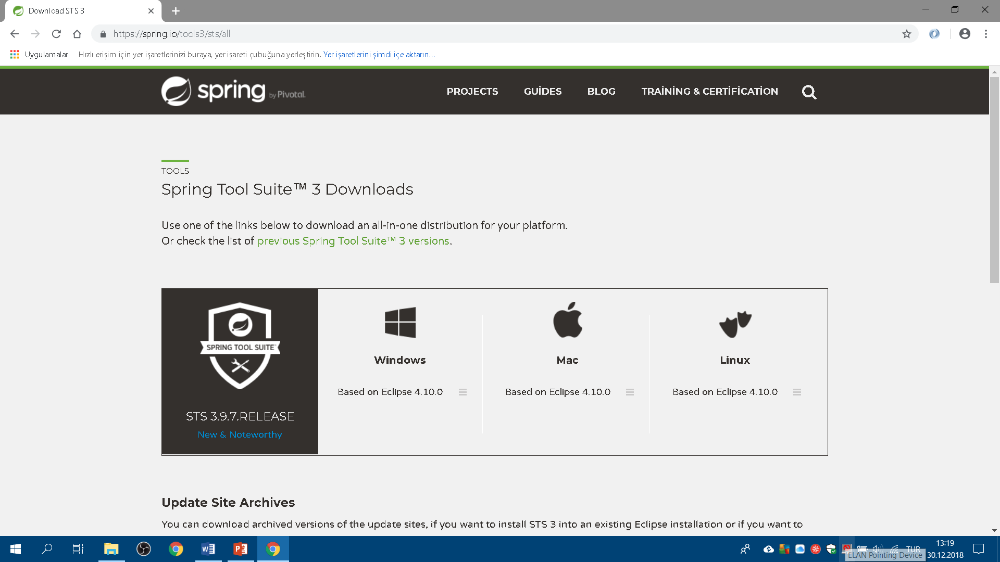 Download STS 3
https://spring.io/tools3/sts/all
Uygulamalar Hızlı erişim için yer işaretlerinizi buraya, yer işareti çubuğuna yerleştirin. Yer işaretlerini şimdi içe aktarın...
spring by Pivotal.
PROJECTS GUİDES BLOG TRAİNİNG & CERTİFİCATİON
TOOLS
Spring Tool Suite™ 3 Downloads
Use one of the links below to download an all-in-one distribution for your platform.
Or check the list of previous Spring Tool Suite™ 3 versions.
SPRING TOOL SUITE™
STS 3.9.7.RELEASE
New & Noteworthy
Windows
Based on Eclipse 4.10.0
Mac
Based on Eclipse 4.10.0
Linux
Based on Eclipse 4.10.0
Update Site Archives
You can download archived versions of the update sites, if you want to install STS 3 into an existing Eclipse installation or if you want to
TUR
13:19
30.12.2018
ELAN Pointing Device